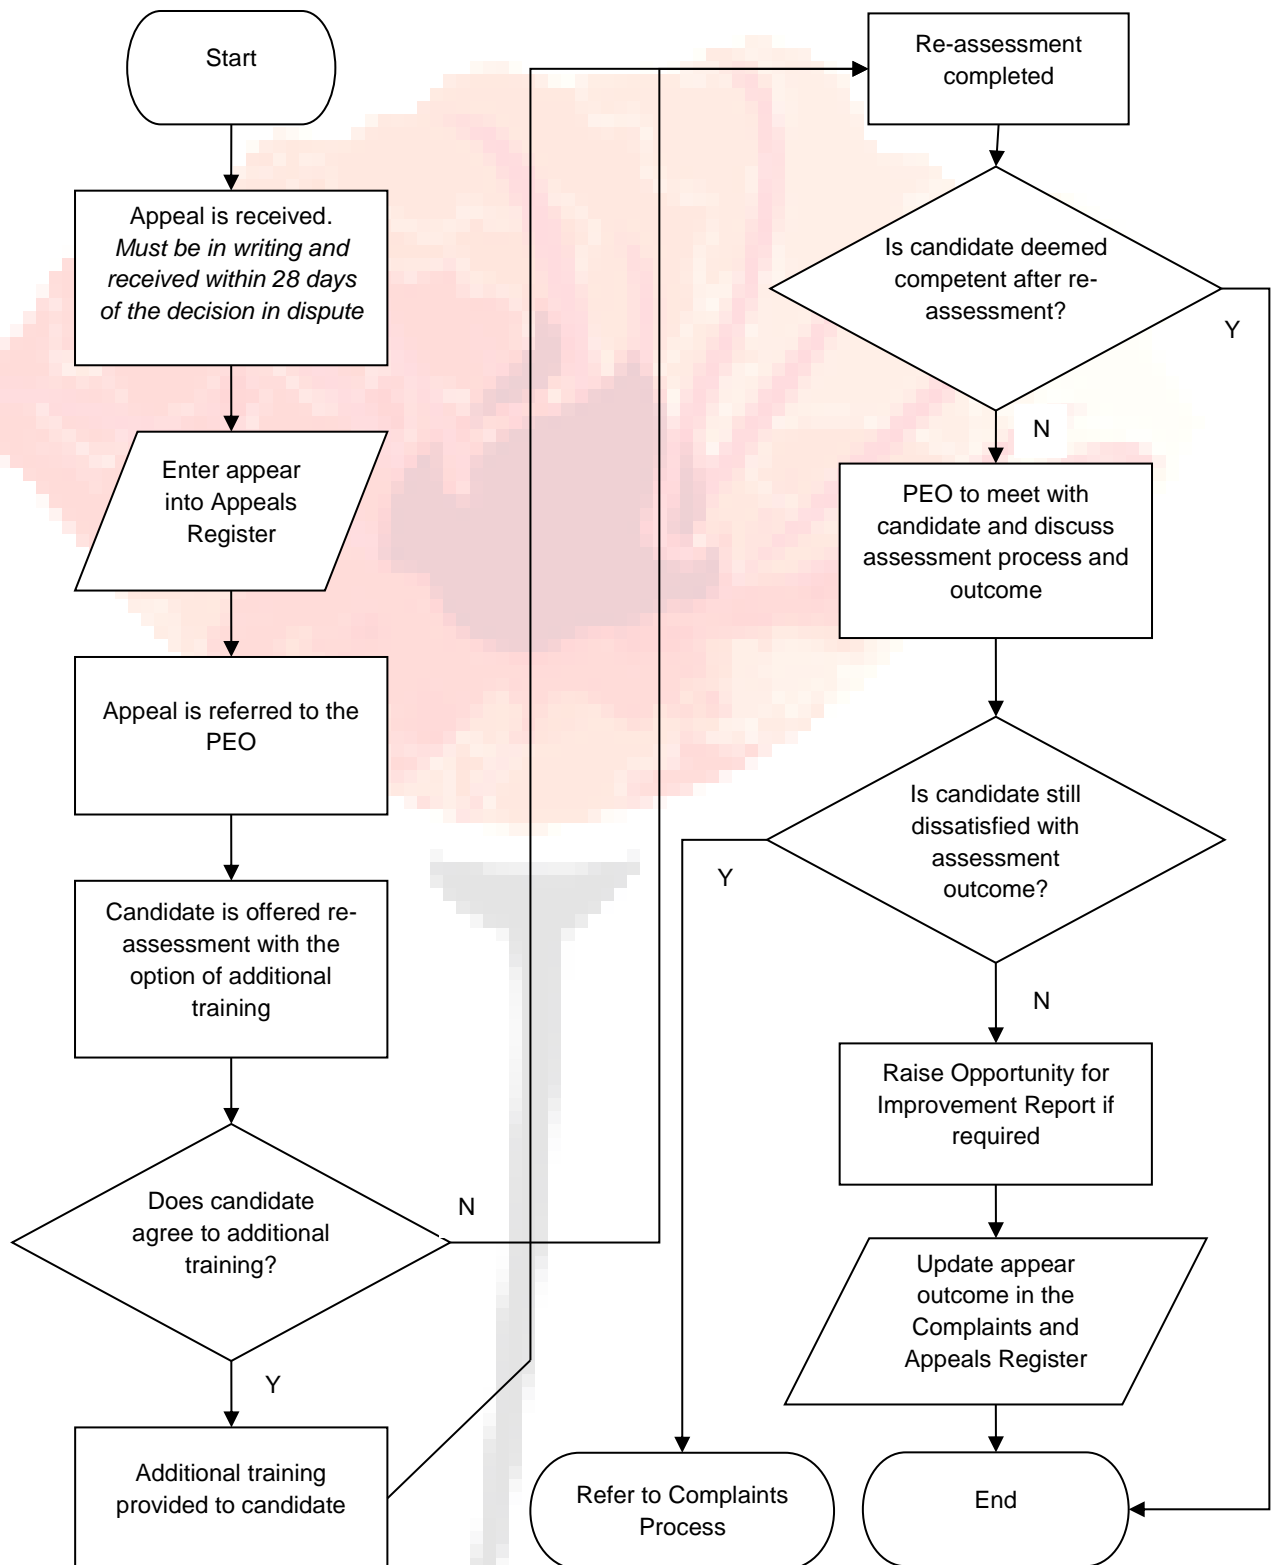 Start
Appeal is received.
Must be in writing and
received within 28 days
of the decision in dispute
Enter appear
into Appeals
Register
Appeal is referred to the
PEO
Candidate is offered re-
assessment with the
option of additional
training
Does candidate
agree to additional
training?
N
Y
Additional training
provided to candidate
Re-assessment
completed
Is candidate deemed
competent after re-
assessment?
Y
N
PEO to meet with
candidate and discuss
assessment process and
outcome
Is candidate still
dissatisfied with
assessment
outcome?
Y
N
Raise Opportunity for
Improvement Report if
required
Update appear
outcome in the
Complaints and
Appeals Register
Refer to Complaints
Process
End